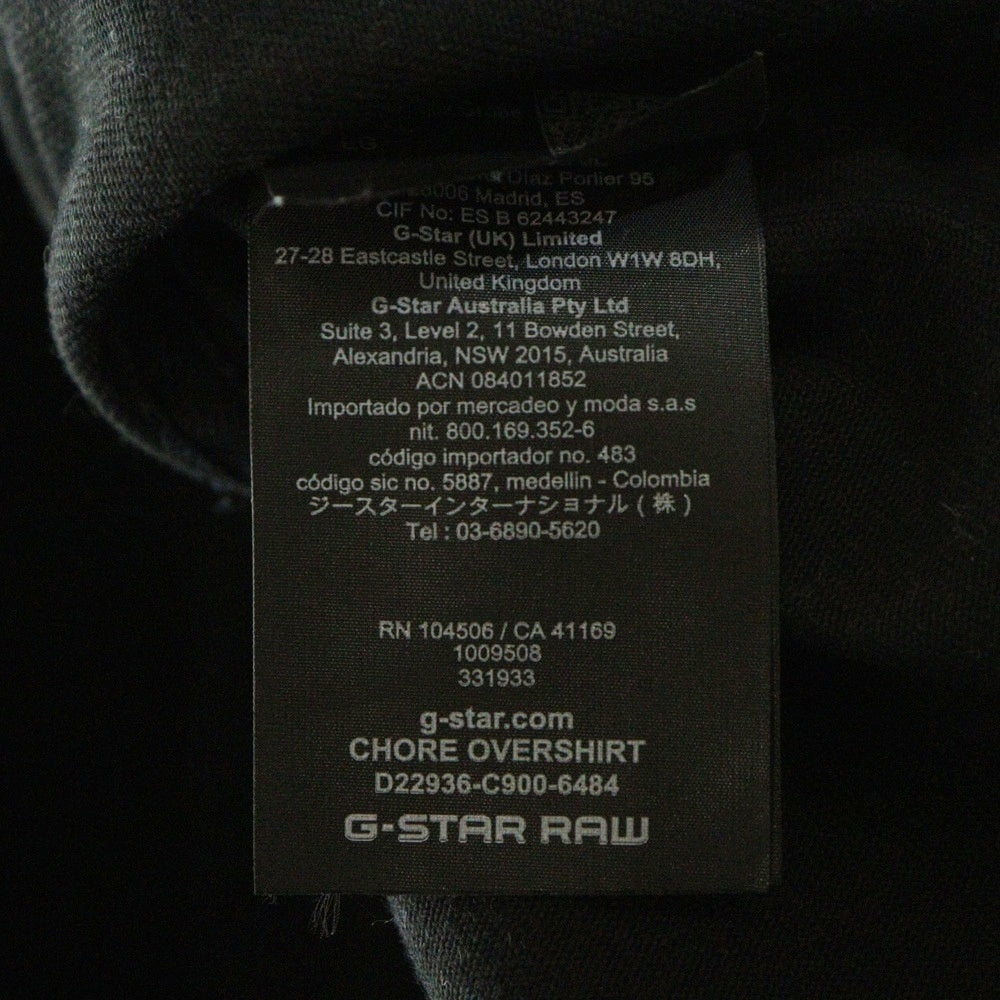 Diaz Porlier 95
Madrid, ES
CIF No: ES B 62443247
G-Star (UK) Limited
27-28 Eastcastle Street, London W1W 8DH,
United Kingdom
G-Star Australia Pty Ltd
Suite 3, Level 2, 11 Bowden Street,
Alexandria, NSW 2015, Australia
ACN 084011852
Importado por mercadeo y moda s.a.s
nit. 800.169.352-6
código importador no. 483
código sic no. 5887, medellin - Colombia
ジースターインターナショナル(株)
Tel : 03-6890-5620
RN 104506 / CA 41169
1009508
331933
g-star.com
CHORE OVERSHIRT
D22936-C900-6484
G-STAR RAW